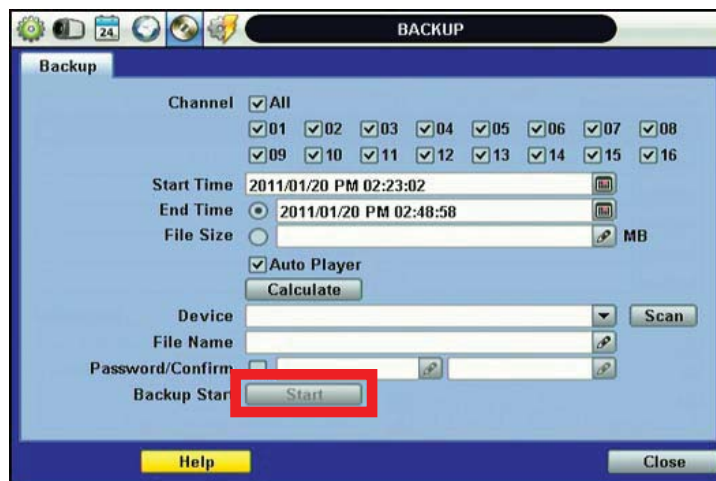 24 BACKUP
Backup
Channel All
01 02 03 04 05 06 07 08
09 10 11 12 13 14 15 16
Start Time 2011/01/20 PM 02:23:02
End Time 2011/01/20 PM 02:48:58
File Size MB
Auto Player
Calculate
Device Scan
File Name
Password/Confirm
Backup Star Start
Help Close